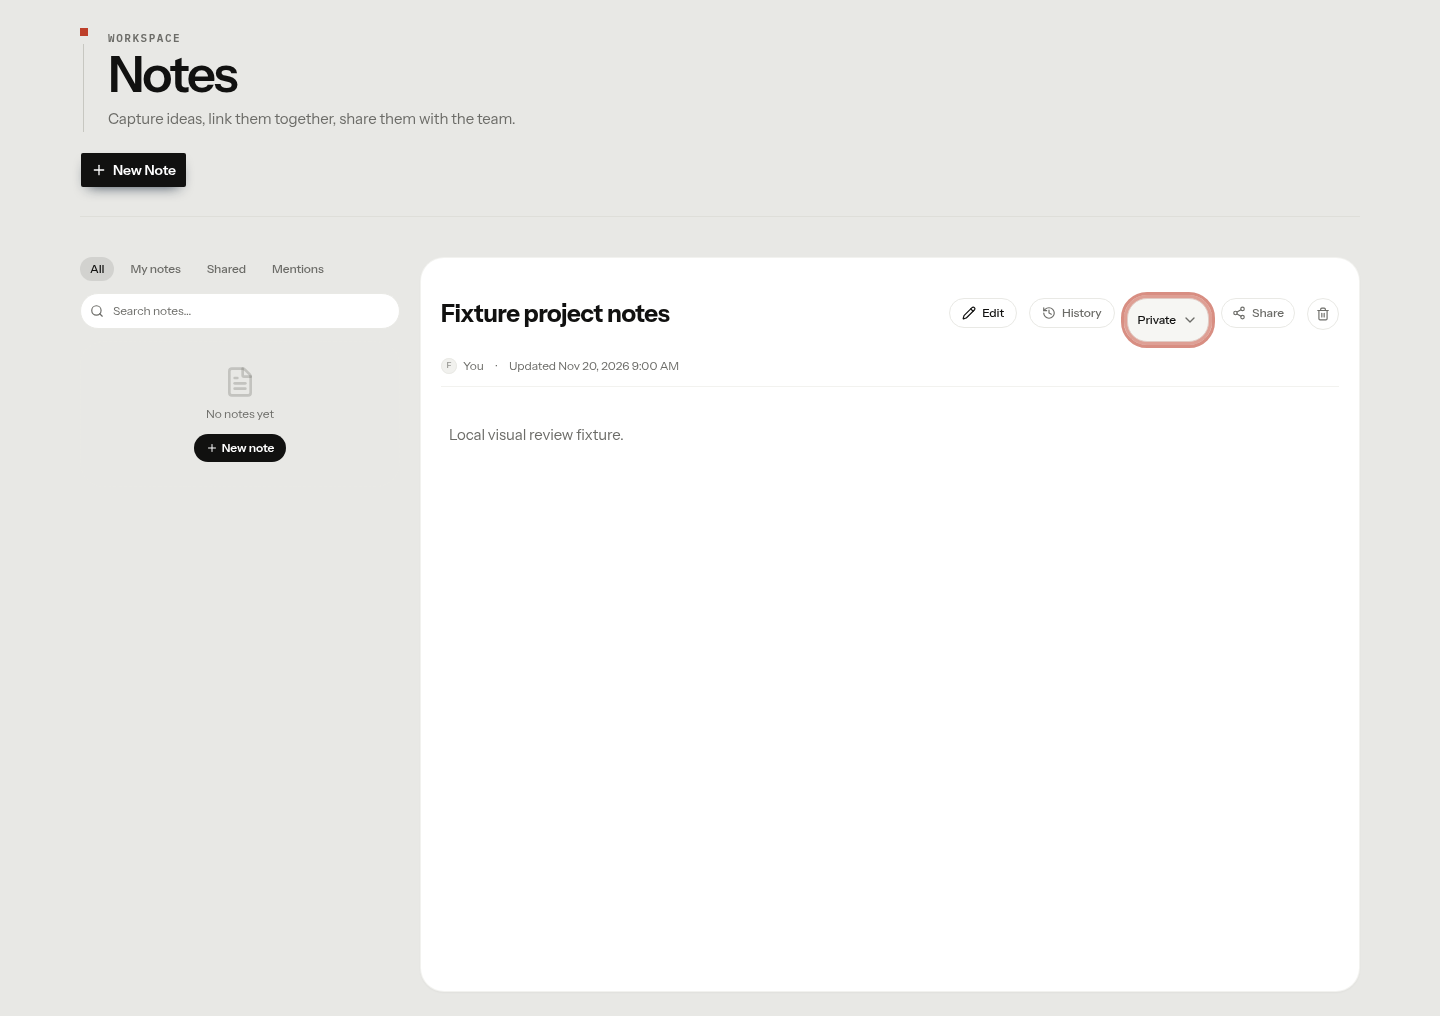 WORKSPACE
Notes
Capture ideas, link them together, share them with the team.
New Note
All My notes Shared Mentions
Search notes...
No notes yet
New note
Fixture project notes
Edit History Private Share
F You · Updated Nov 20, 2026 9:00 AM
Local visual review fixture.